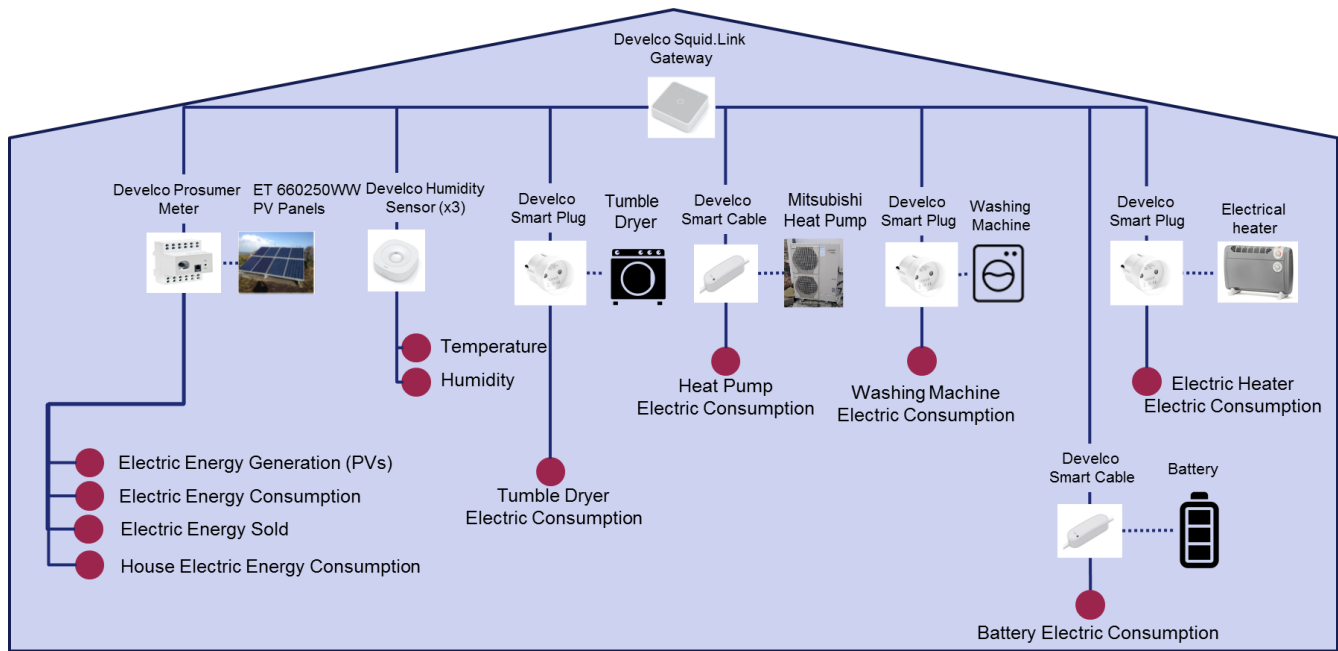 Develco Squid.Link
Gateway
Develco Prosumer
Meter
ET 660250WW
PV Panels
Develco Humidity
Sensor (x3)
Develco
Smart Plug
Tumble
Dryer
Develco
Smart Cable
Mitsubishi
Heat Pump
Develco
Smart Plug
Washing
Machine
Develco
Smart Plug
Electrical
heater
Temperature
Humidity
Heat Pump
Electric Consumption
Washing Machine
Electric Consumption
Electric Heater
Electric Consumption
Electric Energy Generation (PVs)
Electric Energy Consumption
Electric Energy Sold
House Electric Energy Consumption
Tumble Dryer
Electric Consumption
Develco
Smart Cable
Battery
Battery Electric Consumption